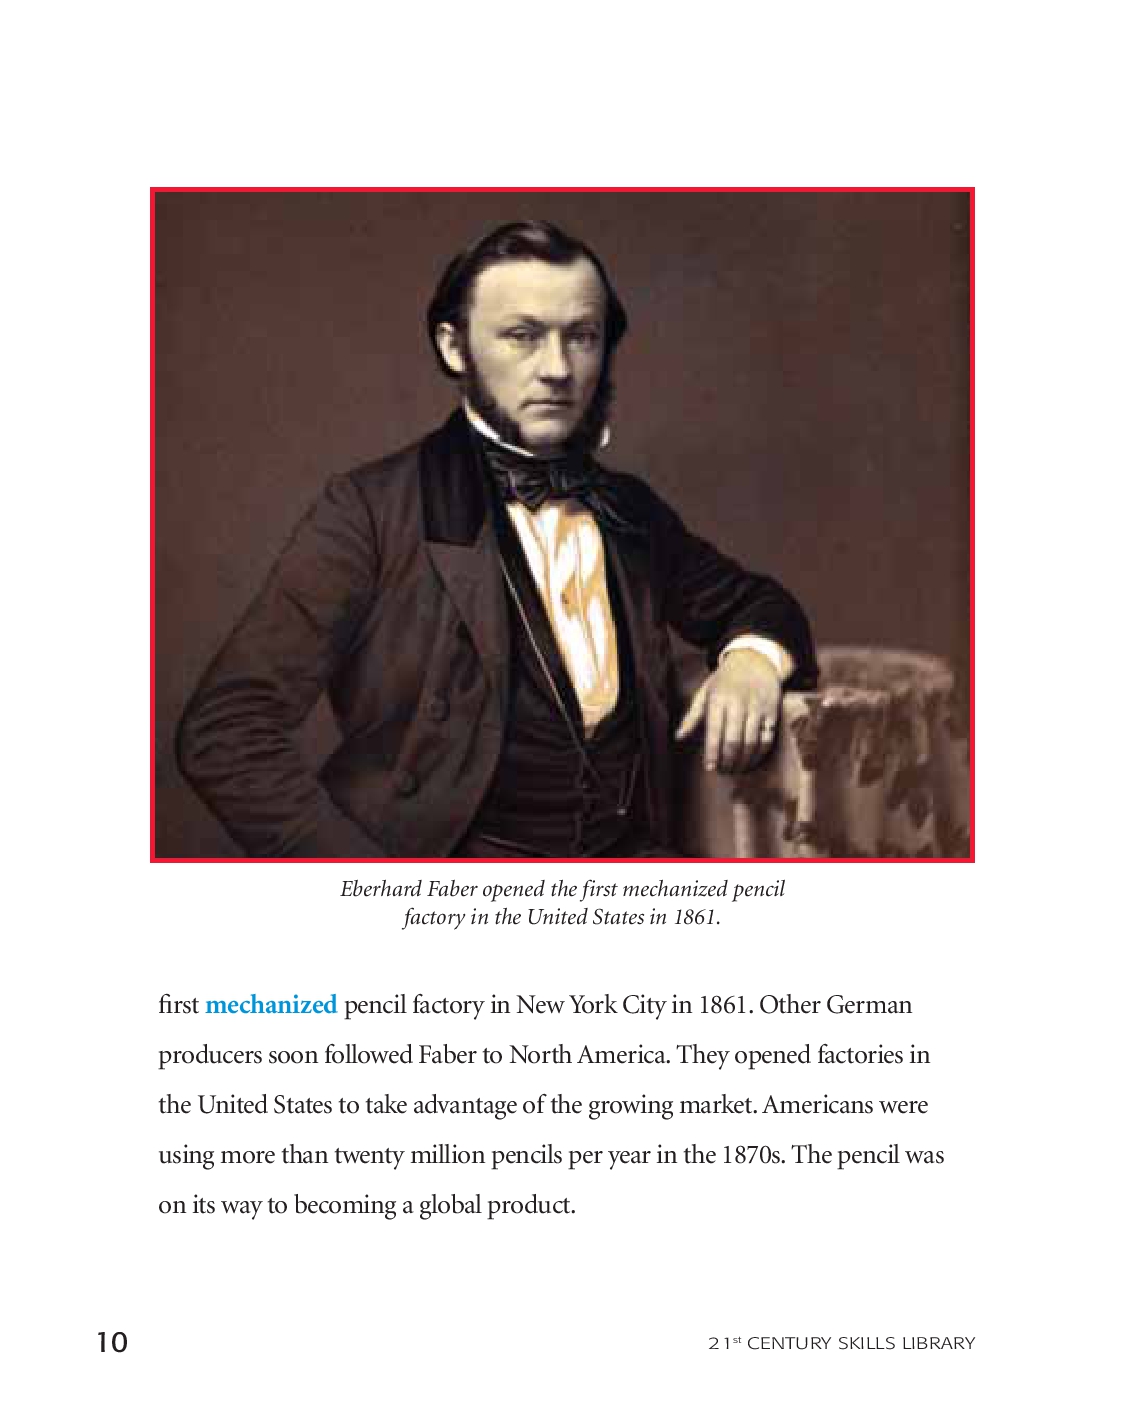 Eberhard Faber opened the first mechanized pencil
factory in the United States in 1861.
first mechanized pencil factory in New York City in 1861. Other German
producers soon followed Faber to North America. They opened factories in
the United States to take advantage of the growing market. Americans were
using more than twenty million pencils per year in the 1870s. The pencil was
on its way to becoming a global product.
10
21st CENTURY SKILLS LIBRARY